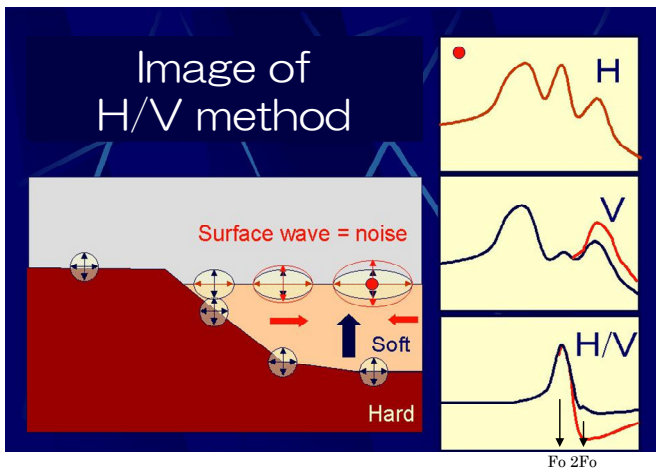 Image of
H/V method
H
Surface wave = noise
V
Soft
Hard
H/V
Fo 2Fo